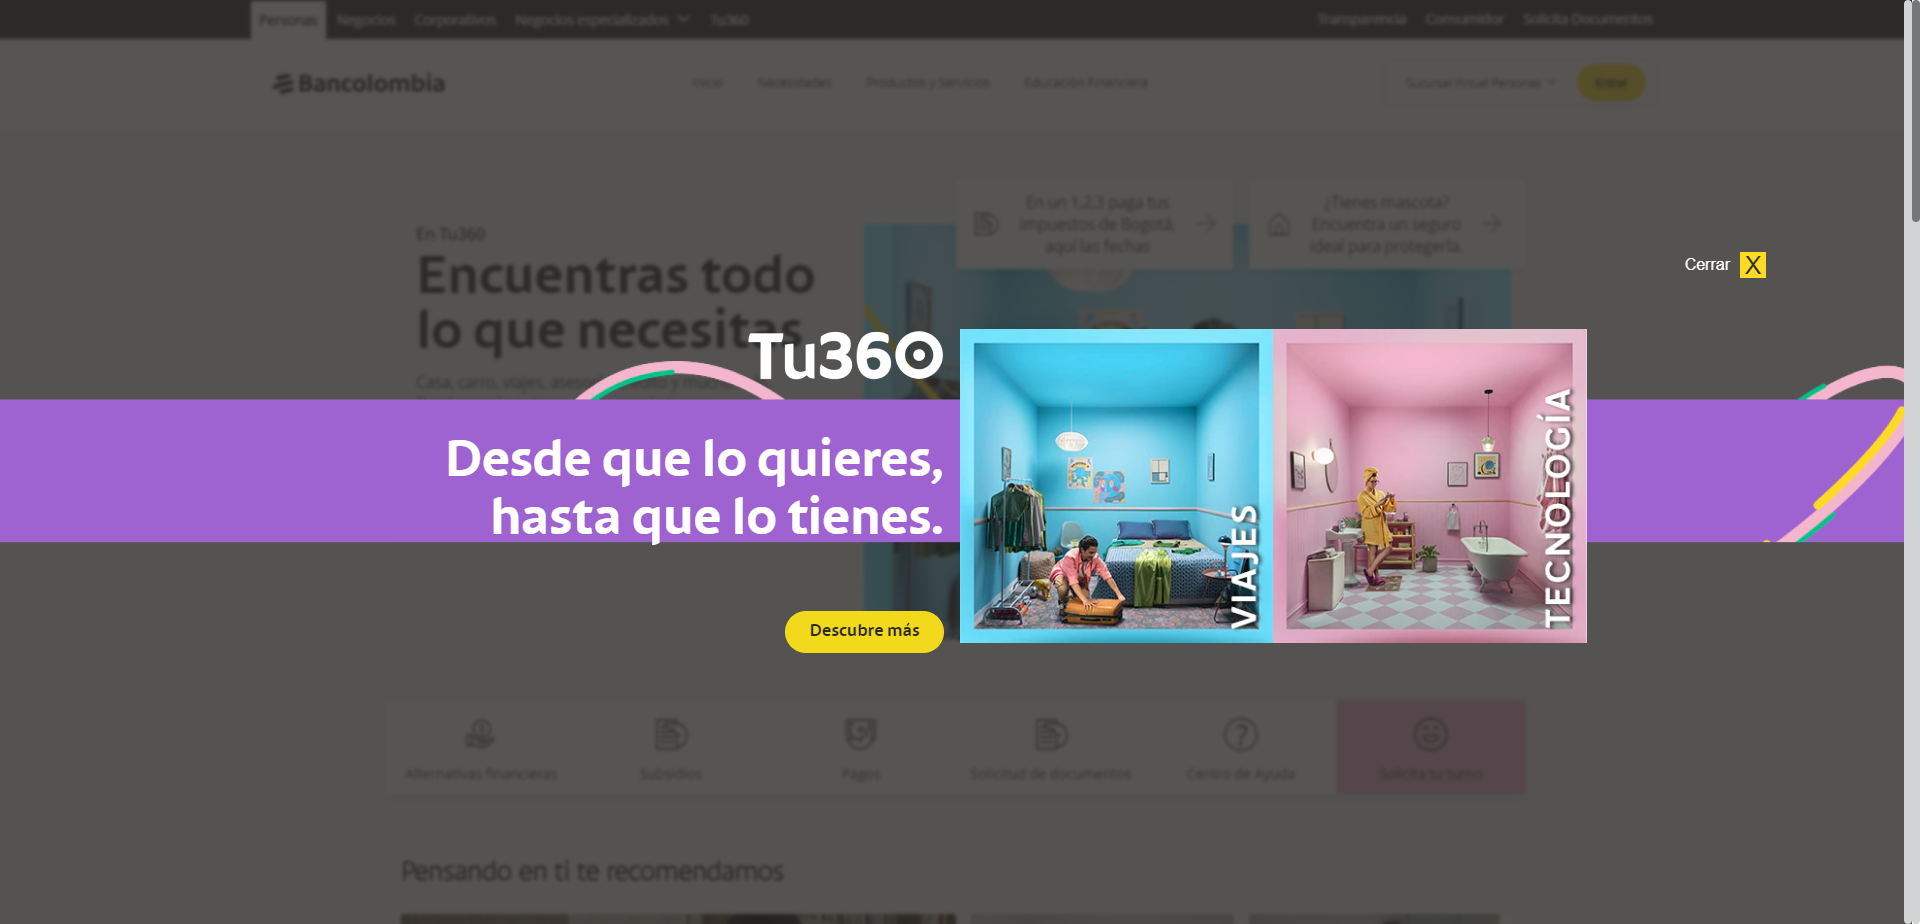 Personas
Negocios
Corporativos
Negocios especializados
Tu360
Transparencia
Consumidor
Solicita Documentos
Bancolombia
Inicio
Necesidades
Productos y Servicios
Educación Financiera
Sucursal Virtual Personas
Entrar
En Tu360
Encuentras todo
lo que necesitas
En un 1,2,3 paga tus
impuestos de Bogotá,
aquí las fechas
¿Tienes mascota?
Encuentra un seguro
ideal para protegerla.
Cerrar X
Tu360
Casa, carro, viajes,
Desde que lo quieres,
hasta que lo tienes.
Descubre más
VIAJES
TECNOLOGÍA
Alternativas financieras
Subsidios
Pagos
Solicitud de documentos
Centro de Ayuda
Solicita tu turno
Pensando en ti te recomendamos